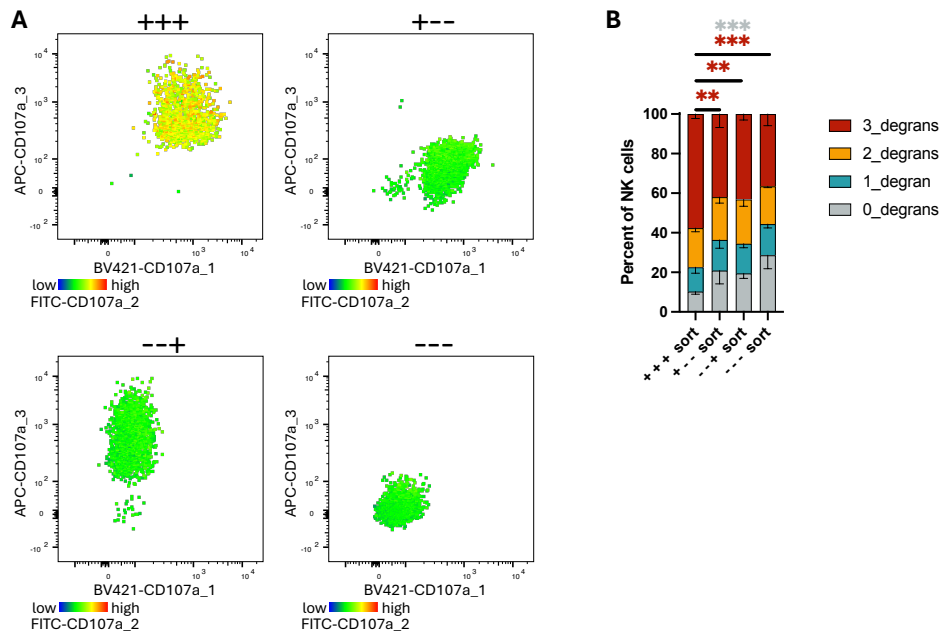 A
+++
APC-CD107a_3
10⁴
10³
10²
0
-10²
0
10³
10⁴
BV421-CD107a_1
low
high
FITC-CD107a_2
+--
APC-CD107a_3
10⁴
10³
10²
0
-10²
0
10³
10⁴
BV421-CD107a_1
low
high
FITC-CD107a_2
--+
APC-CD107a_3
10⁴
10³
10²
0
-10²
0
10³
10⁴
BV421-CD107a_1
low
high
FITC-CD107a_2
---
APC-CD107a_3
10⁴
10³
10²
0
-10²
0
10³
10⁴
BV421-CD107a_1
low
high
FITC-CD107a_2
B
***
***
**
**
Percent of NK cells
100
80
60
40
20
0
+++ sort
+-- sort
--+ sort
--- sort
3_degrans
2_degrans
1_degran
0_degrans